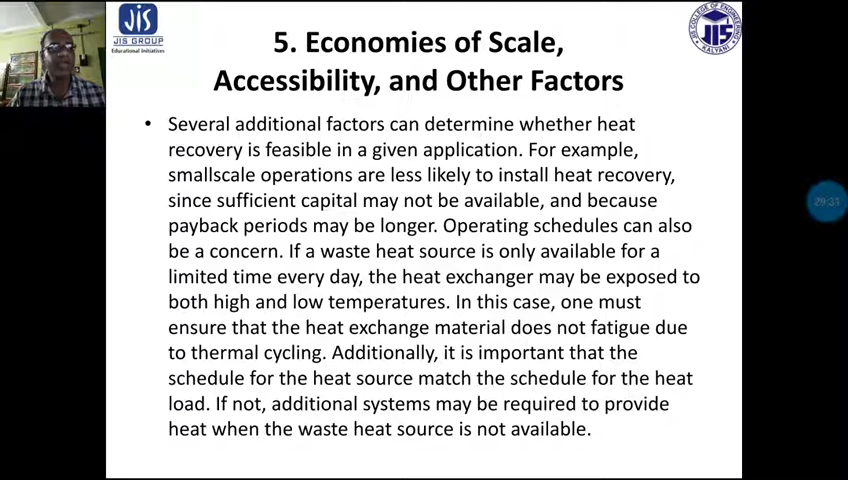 JIS
JIS GROUP
Educational Initiatives
JIS COLLEGE OF ENGINEERING
JIS
KALYANI
5. Economies of Scale,
Accessibility, and Other Factors
• Several additional factors can determine whether heat
recovery is feasible in a given application. For example,
smallscale operations are less likely to install heat recovery,
since sufficient capital may not be available, and because
payback periods may be longer. Operating schedules can also
be a concern. If a waste heat source is only available for a
limited time every day, the heat exchanger may be exposed to
both high and low temperatures. In this case, one must
ensure that the heat exchange material does not fatigue due
to thermal cycling. Additionally, it is important that the
schedule for the heat source match the schedule for the heat
load. If not, additional systems may be required to provide
heat when the waste heat source is not available.